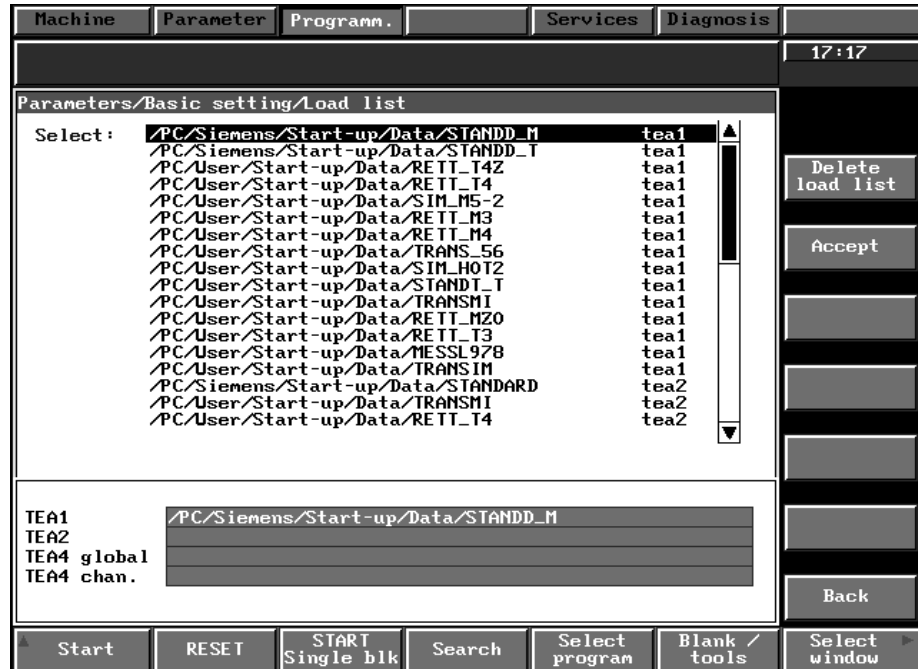 Machine Parameter Programm. Services Diagnosis
17:17
Parameters/Basic setting/Load list
Select: /PC/Siemens/Start-up/Data/STANDD_M tea1
/PC/Siemens/Start-up/Data/STANDD_T tea1
/PC/User/Start-up/Data/RETT_T4Z tea1
/PC/User/Start-up/Data/RETT_T4 tea1
/PC/User/Start-up/Data/SIM_M5-2 tea1
/PC/User/Start-up/Data/RETT_M3 tea1
/PC/User/Start-up/Data/RETT_M4 tea1
/PC/User/Start-up/Data/TRANS_56 tea1
/PC/User/Start-up/Data/SIM_HOT2 tea1
/PC/User/Start-up/Data/STANDT_T tea1
/PC/User/Start-up/Data/TRANSMI tea1
/PC/User/Start-up/Data/RETT_MZO tea1
/PC/User/Start-up/Data/RETT_T3 tea1
/PC/User/Start-up/Data/MESSL978 tea1
/PC/User/Start-up/Data/TRANSIM tea1
/PC/Siemens/Start-up/Data/STANDARD tea2
/PC/User/Start-up/Data/TRANSMI tea2
/PC/User/Start-up/Data/RETT_T4 tea2
Delete
load list
Accept
TEA1 /PC/Siemens/Start-up/Data/STANDD_M
TEA2
TEA4 global
TEA4 chan.
Back
Start
RESET
START
Single blk
Search
Select
program
Blank /
tools
Select
window